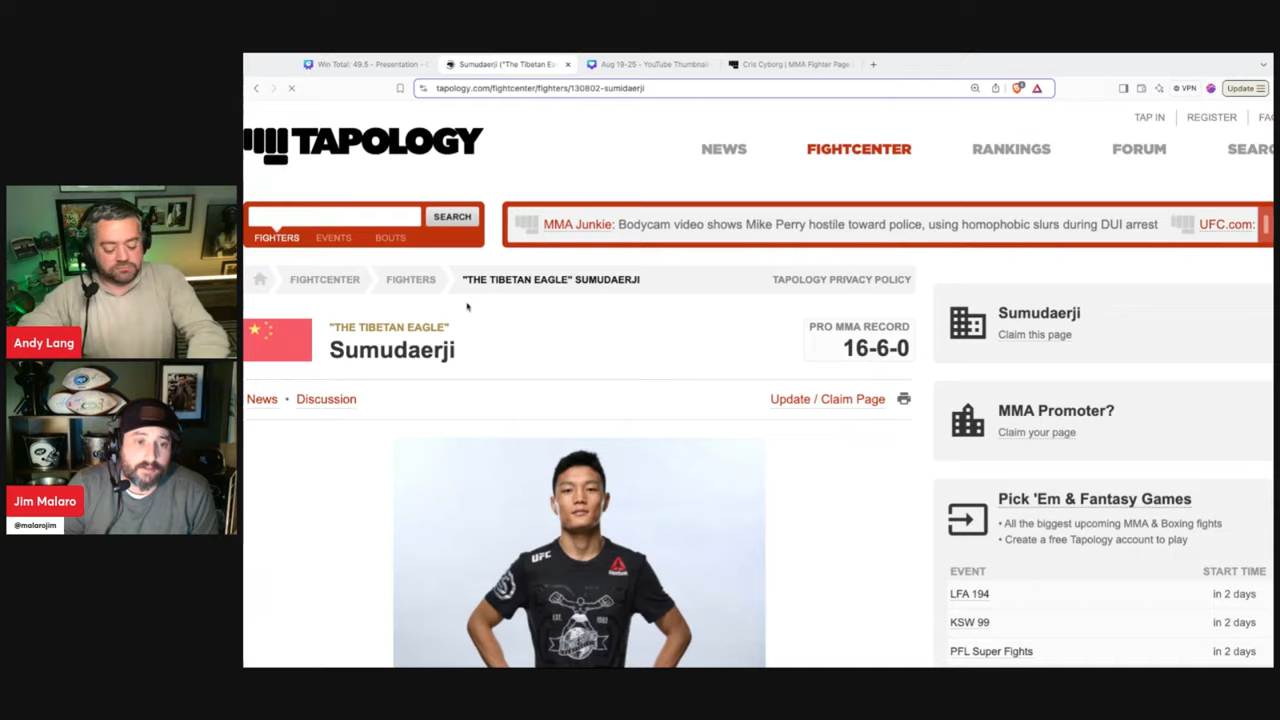 Win Total: 49.5 - Presentation - C
Sumudaerji ("The Tibetan Ea
Aug 19-25 - YouTube Thumbnail
Cris Cyborg | MMA Fighter Page
tapology.com/fightcenter/fighters/130802-sumidaerji
VPN
Update
TAP IN
REGISTER
FAQ
TAPOLOGY
NEWS
FIGHTCENTER
RANKINGS
FORUM
SEARC
SEARCH
FIGHTERS
EVENTS
BOUTS
MMA Junkie: Bodycam video shows Mike Perry hostile toward police, using homophobic slurs during DUI arrest
UFC.com:
FIGHTCENTER
FIGHTERS
"THE TIBETAN EAGLE" SUMUDAERJI
TAPOLOGY PRIVACY POLICY
"THE TIBETAN EAGLE"
Sumudaerji
PRO MMA RECORD
16-6-0
News • Discussion
Update / Claim Page
UFC
Reebok
Sumudaerji
Claim this page
MMA Promoter?
Claim your page
Pick 'Em & Fantasy Games
• All the biggest upcoming MMA & Boxing fights
• Create a free Tapology account to play
EVENT
START TIME
LFA 194
in 2 days
KSW 99
in 2 days
PFL Super Fights
in 2 days
Andy Lang
Jim Malaro
@malarojim